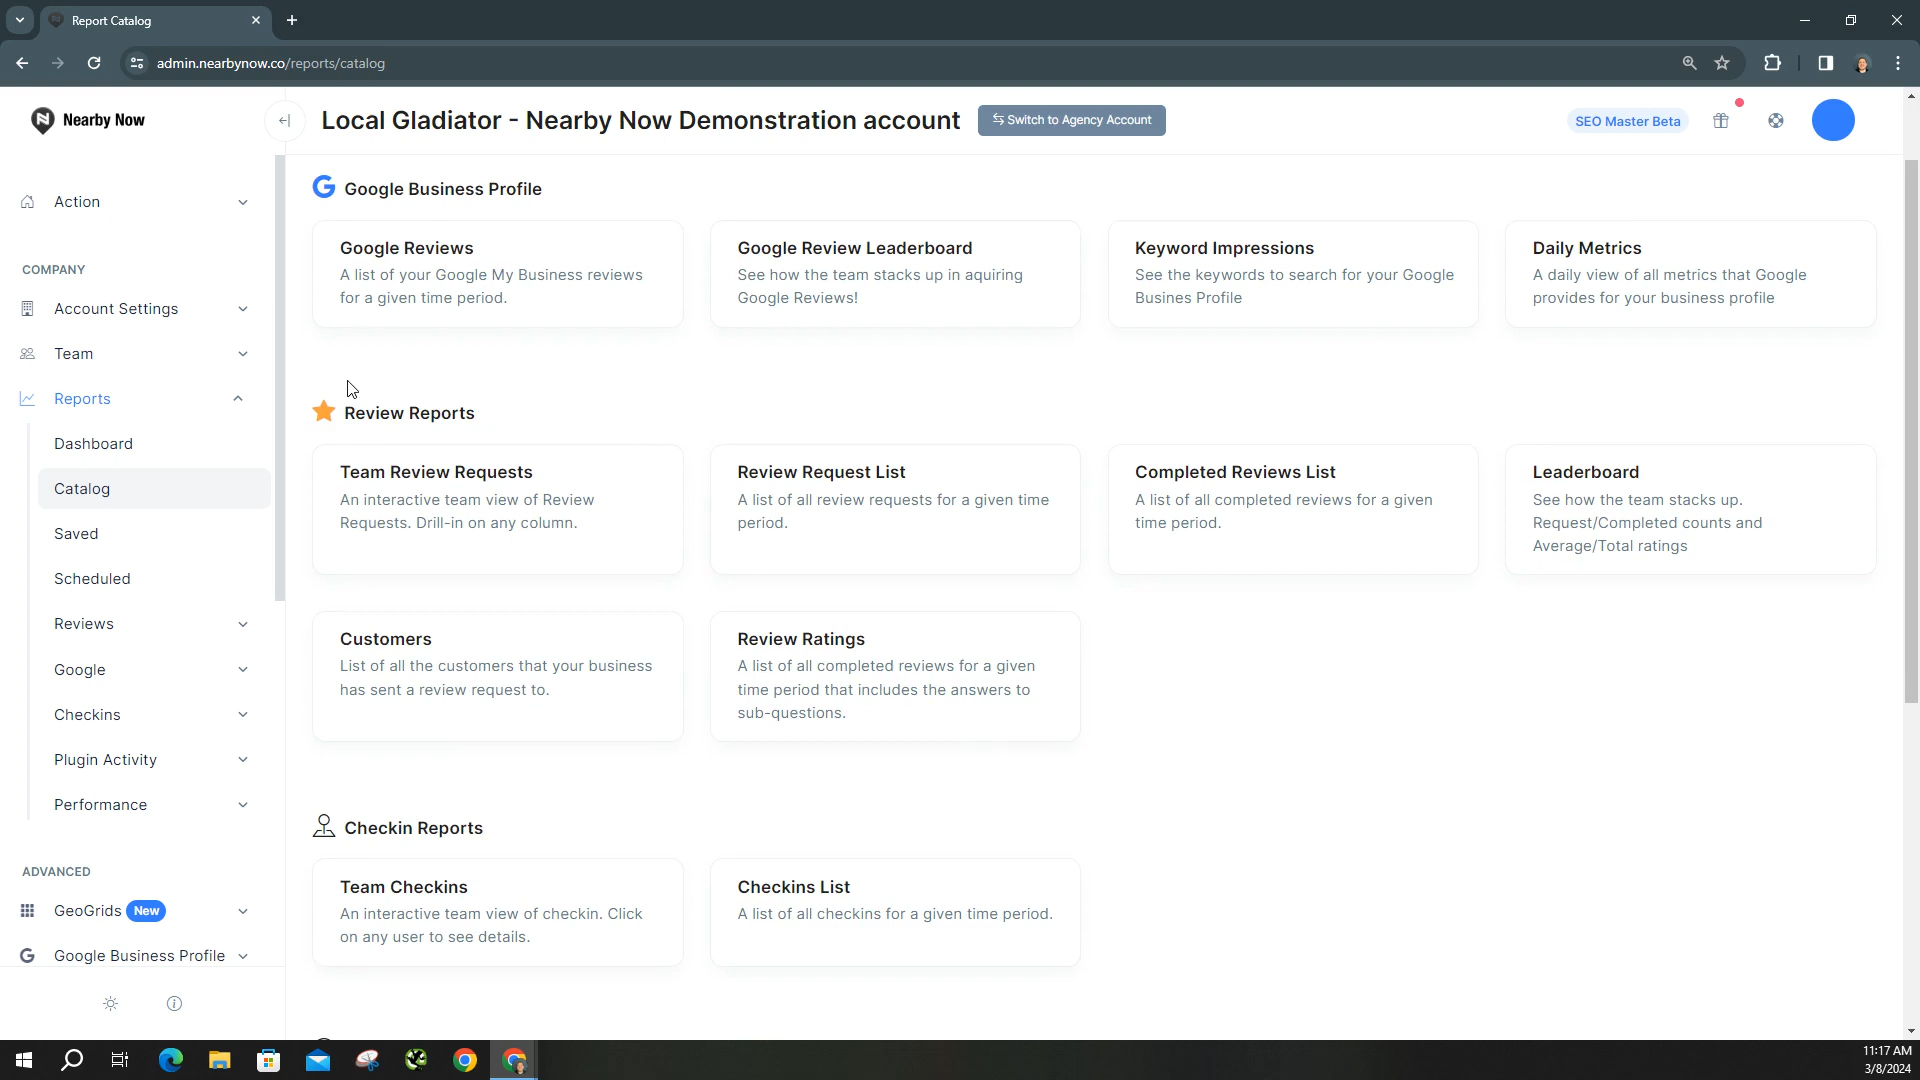 Report Catalog
admin.nearbynow.co/reports/catalog
Nearby Now
Local Gladiator - Nearby Now Demonstration account
Switch to Agency Account
SEO Master Beta
Action
COMPANY
Account Settings
Team
Reports
Dashboard
Catalog
Saved
Scheduled
Reviews
Google
Checkins
Plugin Activity
Performance
ADVANCED
GeoGrids New
Google Business Profile
Google Business Profile
Google Reviews
A list of your Google My Business reviews
for a given time period.
Google Review Leaderboard
See how the team stacks up in aquiring
Google Reviews!
Keyword Impressions
See the keywords to search for your Google
Busines Profile
Daily Metrics
A daily view of all metrics that Google
provides for your business profile
Review Reports
Team Review Requests
An interactive team view of Review
Requests. Drill-in on any column.
Review Request List
A list of all review requests for a given time
period.
Completed Reviews List
A list of all completed reviews for a given
time period.
Leaderboard
See how the team stacks up.
Request/Completed counts and
Average/Total ratings
Customers
List of all the customers that your business
has sent a review request to.
Review Ratings
A list of all completed reviews for a given
time period that includes the answers to
sub-questions.
Checkin Reports
Team Checkins
An interactive team view of checkin. Click
on any user to see details.
Checkins List
A list of all checkins for a given time period.
11:17 AM
3/8/2024